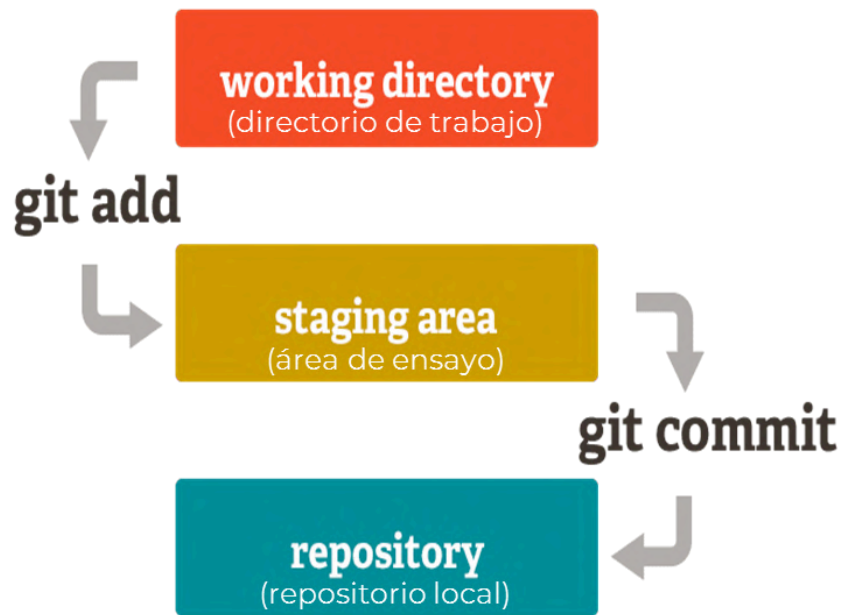 working directory
(directorio de trabajo)
git add
staging area
(área de ensayo)
git commit
repository
(repositorio local)